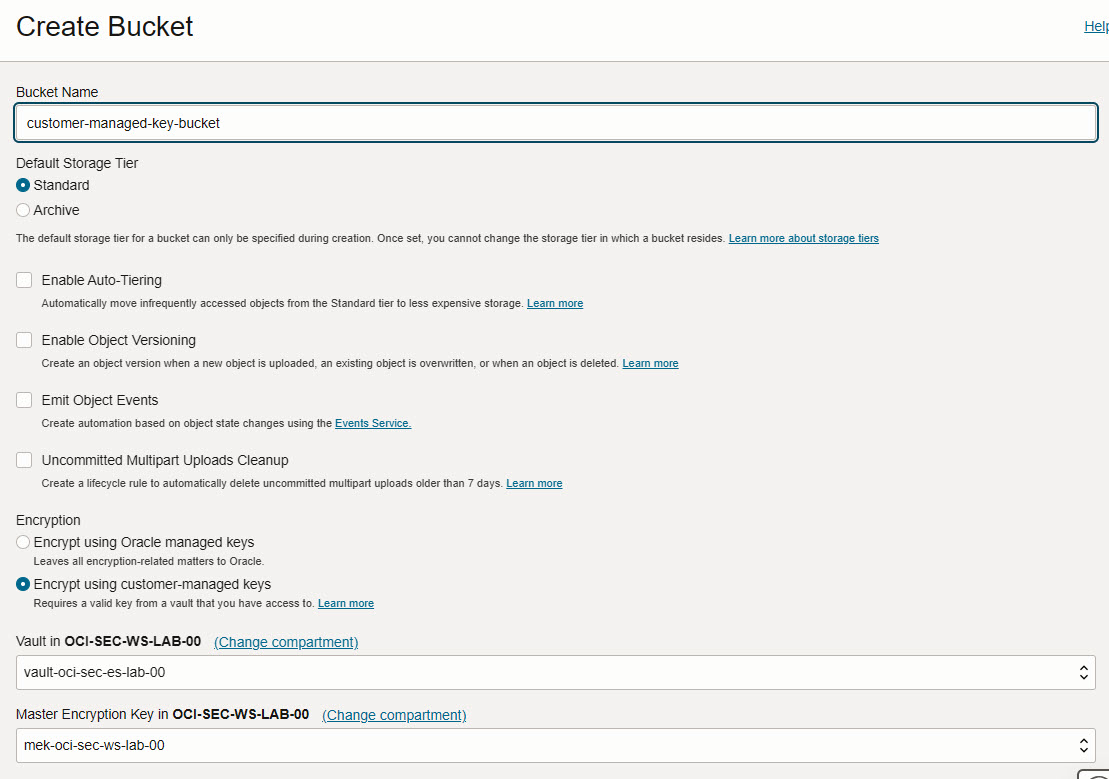 Create Bucket
Help
Bucket Name
customer-managed-key-bucket
Default Storage Tier
Standard
Archive
The default storage tier for a bucket can only be specified during creation. Once set, you cannot change the storage tier in which a bucket resides. Learn more about storage tiers
Enable Auto-Tiering
Automatically move infrequently accessed objects from the Standard tier to less expensive storage. Learn more
Enable Object Versioning
Create an object version when a new object is uploaded, an existing object is overwritten, or when an object is deleted. Learn more
Emit Object Events
Create automation based on object state changes using the Events Service.
Uncommitted Multipart Uploads Cleanup
Create a lifecycle rule to automatically delete uncommitted multipart uploads older than 7 days. Learn more
Encryption
Encrypt using Oracle managed keys
Leaves all encryption-related matters to Oracle.
Encrypt using customer-managed keys
Requires a valid key from a vault that you have access to. Learn more
Vault in OCI-SEC-WS-LAB-00 (Change compartment)
vault-oci-sec-es-lab-00
Master Encryption Key in OCI-SEC-WS-LAB-00 (Change compartment)
mek-oci-sec-ws-lab-00